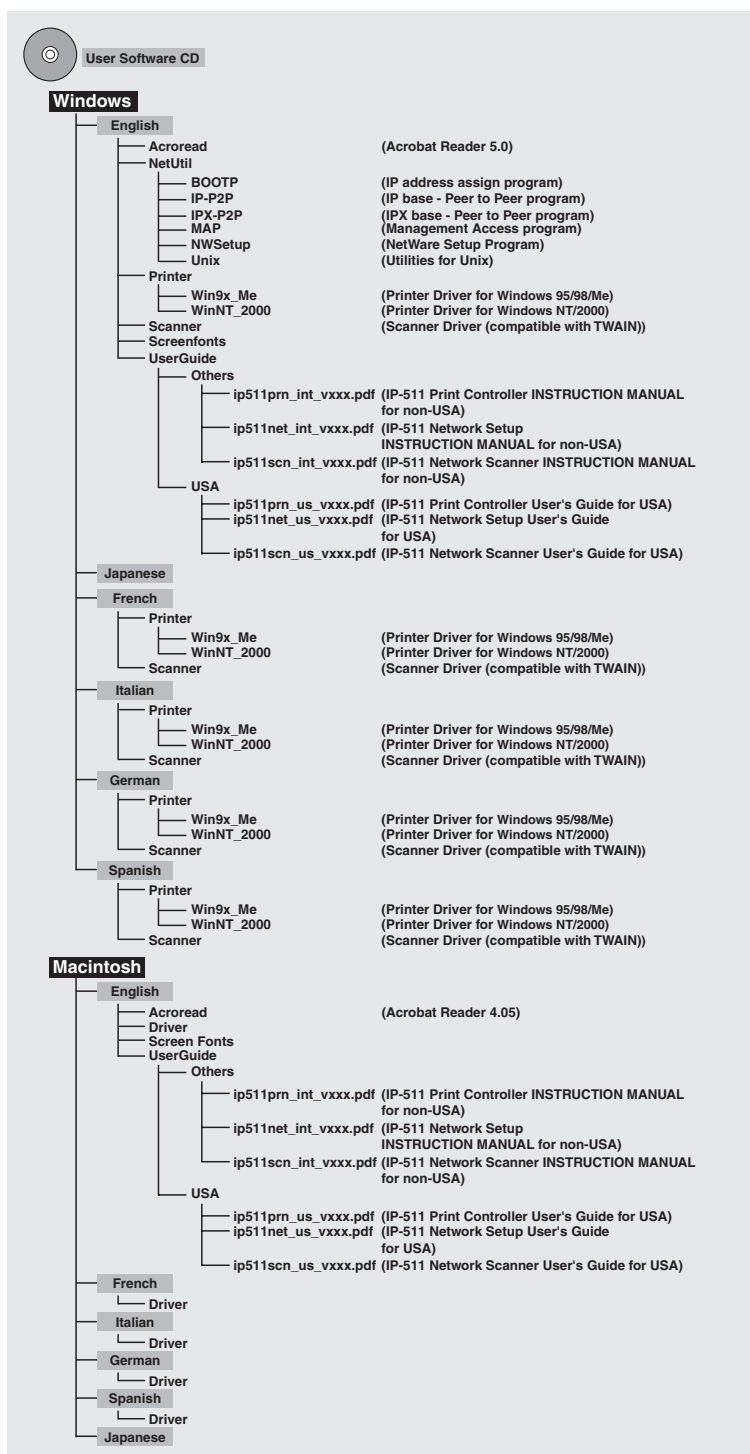 User Software CD
Windows
English
Acroread (Acrobat Reader 5.0)
NetUtil
BOOTP (IP address assign program)
IP-P2P (IP base - Peer to Peer program)
IPX-P2P (IPX base - Peer to Peer program)
MAP (Management Access program)
NWSetup (NetWare Setup Program)
Unix (Utilities for Unix)
Printer
Win9x_Me (Printer Driver for Windows 95/98/Me)
WinNT_2000 (Printer Driver for Windows NT/2000)
Scanner (Scanner Driver (compatible with TWAIN))
Screenfonts
UserGuide
Others
ip511prn_int_vxxx.pdf (IP-511 Print Controller INSTRUCTION MANUAL
for non-USA)
ip511net_int_vxxx.pdf (IP-511 Network Setup
INSTRUCTION MANUAL for non-USA)
ip511scn_int_vxxx.pdf (IP-511 Network Scanner INSTRUCTION MANUAL
for non-USA)
USA
ip511prn_us_vxxx.pdf (IP-511 Print Controller User's Guide for USA)
ip511net_us_vxxx.pdf (IP-511 Network Setup User's Guide
for USA)
ip511scn_us_vxxx.pdf (IP-511 Network Scanner User's Guide for USA)
Japanese
French
Printer
Win9x_Me (Printer Driver for Windows 95/98/Me)
WinNT_2000 (Printer Driver for Windows NT/2000)
Scanner (Scanner Driver (compatible with TWAIN))
Italian
Printer
Win9x_Me (Printer Driver for Windows 95/98/Me)
WinNT_2000 (Printer Driver for Windows NT/2000)
Scanner (Scanner Driver (compatible with TWAIN))
German
Printer
Win9x_Me (Printer Driver for Windows 95/98/Me)
WinNT_2000 (Printer Driver for Windows NT/2000)
Scanner (Scanner Driver (compatible with TWAIN))
Spanish
Printer
Win9x_Me (Printer Driver for Windows 95/98/Me)
WinNT_2000 (Printer Driver for Windows NT/2000)
Scanner (Scanner Driver (compatible with TWAIN))
Macintosh
English
Acroread (Acrobat Reader 4.05)
Driver
Screen Fonts
UserGuide
Others
ip511prn_int_vxxx.pdf (IP-511 Print Controller INSTRUCTION MANUAL
for non-USA)
ip511net_int_vxxx.pdf (IP-511 Network Setup
INSTRUCTION MANUAL for non-USA)
ip511scn_int_vxxx.pdf (IP-511 Network Scanner INSTRUCTION MANUAL
for non-USA)
USA
ip511prn_us_vxxx.pdf (IP-511 Print Controller User's Guide for USA)
ip511net_us_vxxx.pdf (IP-511 Network Setup User's Guide
for USA)
ip511scn_us_vxxx.pdf (IP-511 Network Scanner User's Guide for USA)
French
Driver
Italian
Driver
German
Driver
Spanish
Driver
Japanese